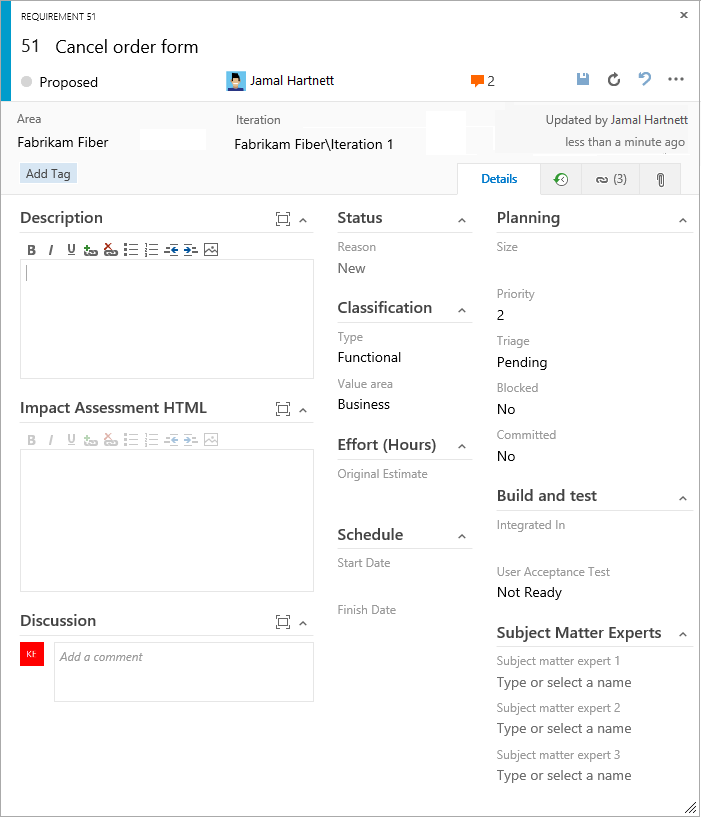 REQUIREMENT 51
51 Cancel order form
Proposed
Jamal Hartnett
2
Area
Fabrikam Fiber
Iteration
Fabrikam Fiber\Iteration 1
Updated by Jamal Hartnett
less than a minute ago
Add Tag
Details
(3)
Description
B I U
Impact Assessment HTML
B I U
Discussion
KE
Add a comment
Status
Reason
New
Classification
Type
Functional
Value area
Business
Effort (Hours)
Original Estimate
Schedule
Start Date
Finish Date
Planning
Size
Priority
2
Triage
Pending
Blocked
No
Committed
No
Build and test
Integrated In
User Acceptance Test
Not Ready
Subject Matter Experts
Subject matter expert 1
Type or select a name
Subject matter expert 2
Type or select a name
Subject matter expert 3
Type or select a name